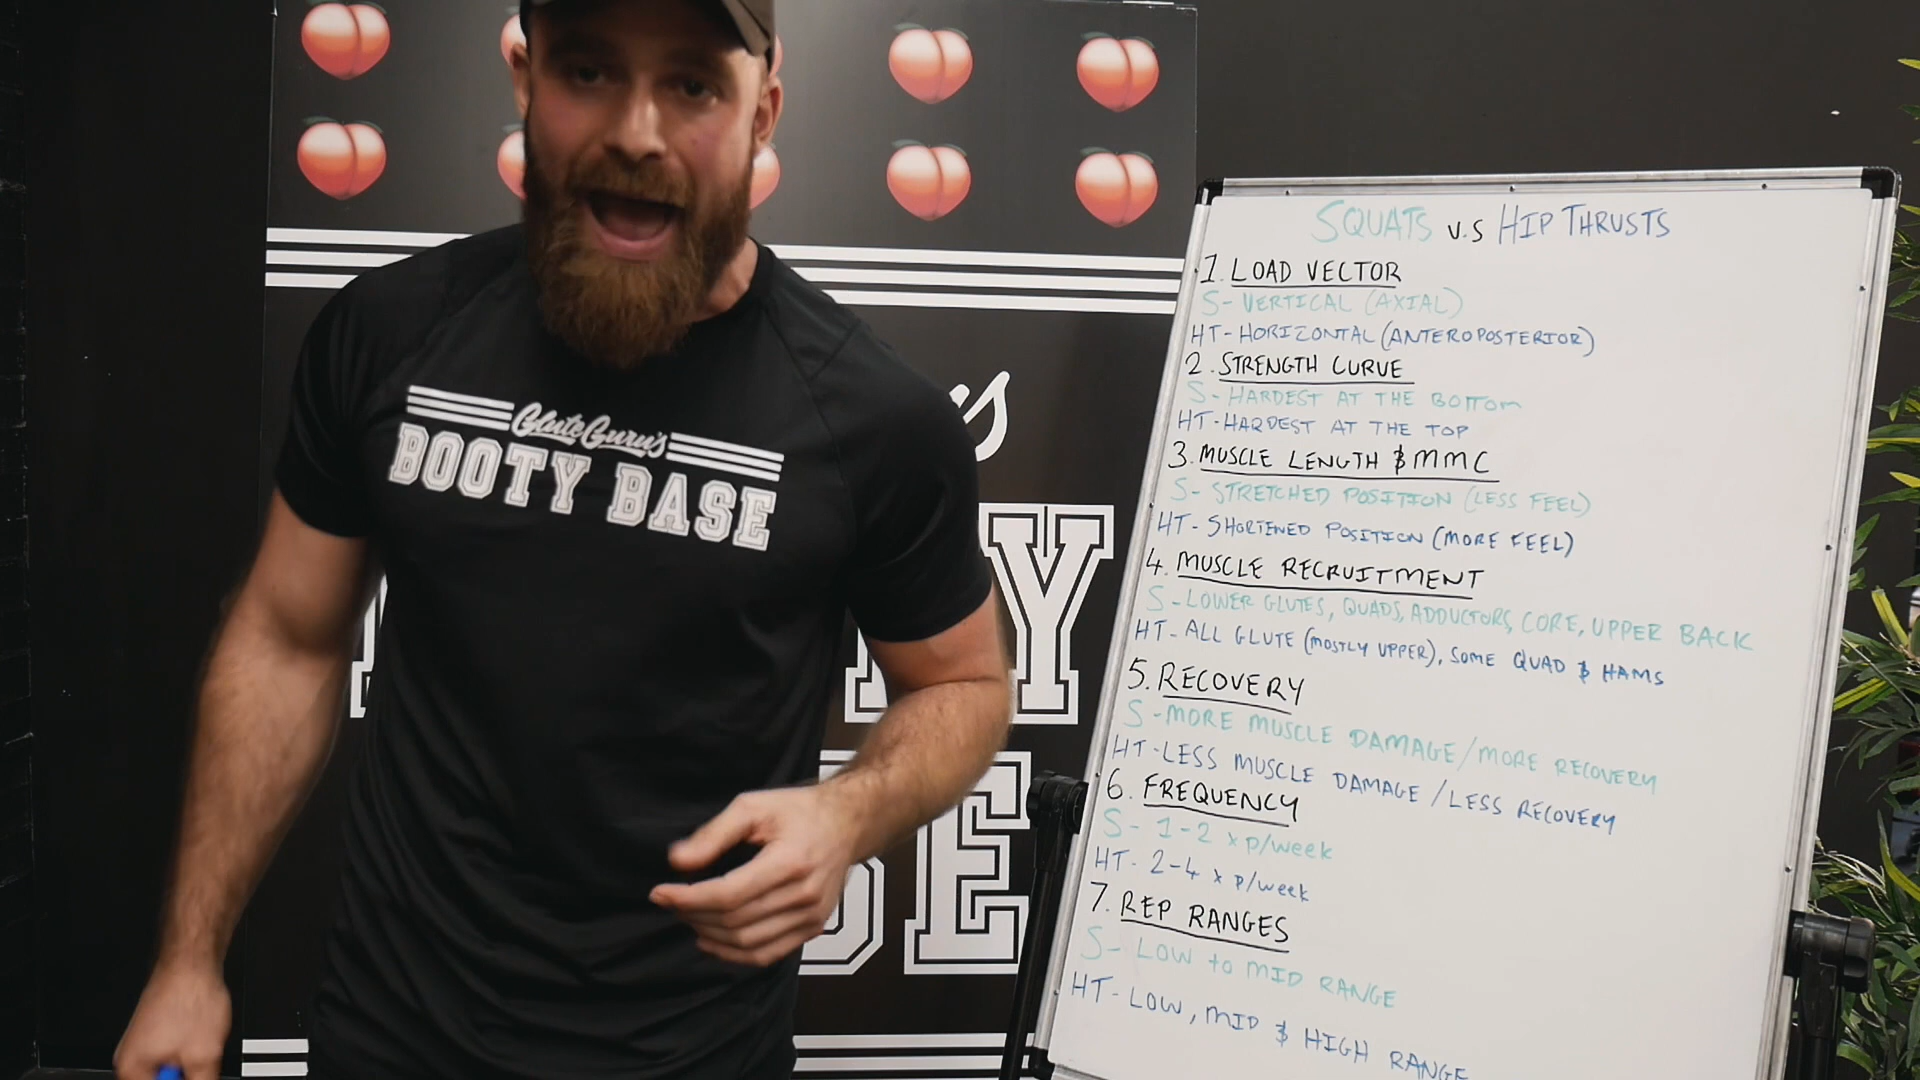 Glute Guru's
BOOTY BASE
SQUATS V.S HIP THRUSTS
1. LOAD VECTOR
S - VERTICAL (AXIAL)
HT - HORIZONTAL (ANTEROPOSTERIOR)
2. STRENGTH CURVE
S - HARDEST AT THE BOTTOM
HT - HARDEST AT THE TOP
3. MUSCLE LENGTH & MMC
S - STRETCHED POSITION (LESS FEEL)
HT - SHORTENED POSITION (MORE FEEL)
4. MUSCLE RECRUITMENT
S - LOWER GLUTES, QUADS, ADDUCTORS, CORE, UPPER BACK
HT - ALL GLUTE (MOSTLY UPPER), SOME QUAD & HAMS
5. RECOVERY
S - MORE MUSCLE DAMAGE / MORE RECOVERY
HT - LESS MUSCLE DAMAGE / LESS RECOVERY
6. FREQUENCY
S - 1-2 x p/week
HT - 2-4 x p/week
7. REP RANGES
S - LOW to MID RANGE
HT - LOW, MID & HIGH RANGE